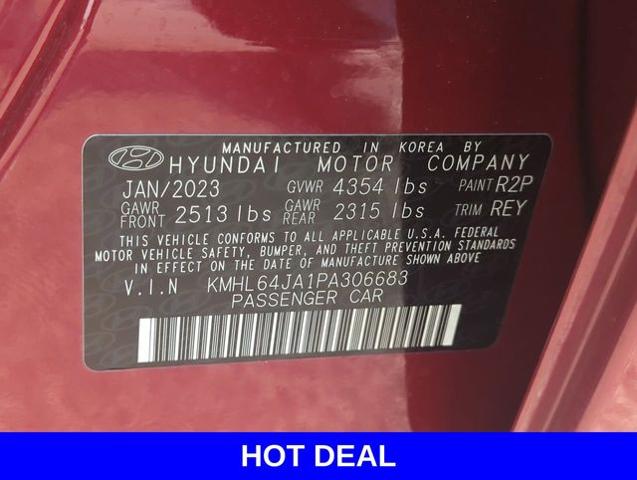 MANUFACTURED IN KOREA BY
HYUNDAI MOTOR COMPANY
JAN/2023 GVWR 4354 lbs PAINT R2P
GAWR FRONT 2513 lbs GAWR REAR 2315 lbs TRIM REY
THIS VEHICLE CONFORMS TO ALL APPLICABLE U.S.A. FEDERAL
MOTOR VEHICLE SAFETY, BUMPER, AND THEFT PREVENTION STANDARDS
IN EFFECT ON THE DATE OF MANUFACTURE SHOWN ABOVE
V.I.N KMHL64JA1PA306683
PASSENGER CAR
HOT DEAL